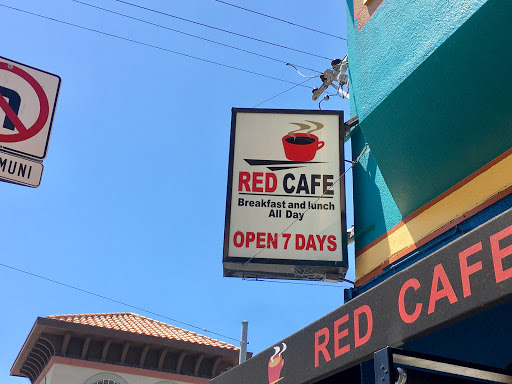 MUNI
RED CAFE
Breakfast and lunch
All Day
OPEN 7 DAYS
RED CAFE